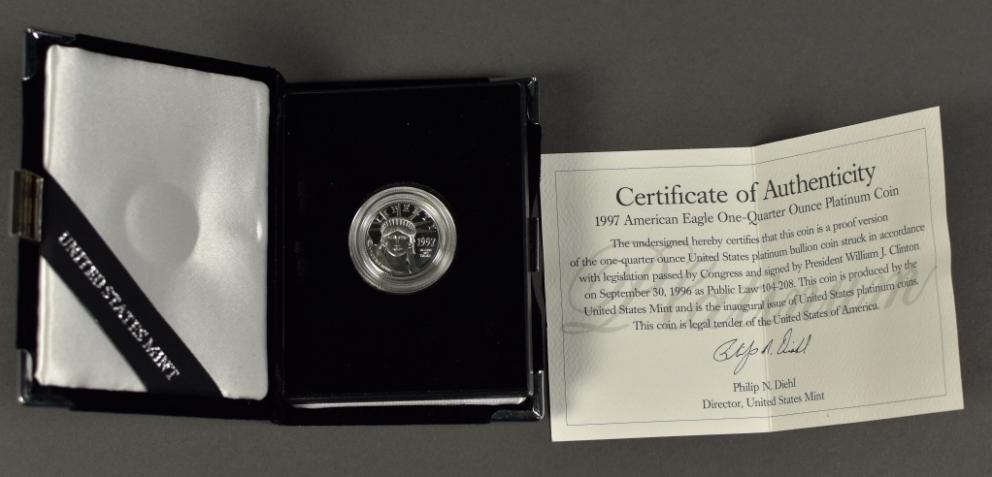 UNITED STATES MINT
1997
Certificate of Authenticity
1997 American Eagle One-Quarter Ounce Platinum Coin
The undersigned hereby certifies that this coin is a proof version
of the one-quarter ounce United States platinum bullion coin struck in accordance
with legislation passed by Congress and signed by President William J. Clinton
on September 30, 1996 as Public Law 104-208. This coin is produced by the
United States Mint and is the inaugural issue of United States platinum coins.
This coin is legal tender of the United States of America.
Philip N. Diehl
Philip N. Diehl
Director, United States Mint